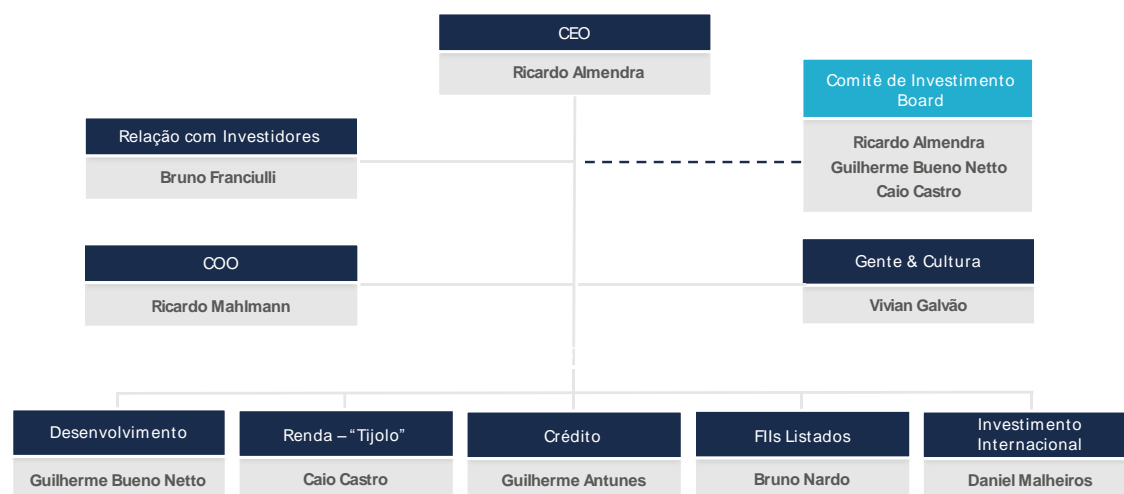 CEO
Ricardo Almendra
Comitê de Investimento
Board
Ricardo Almendra
Guilherme Bueno Netto
Caio Castro
Relação com Investidores
Bruno Franciulli
COO
Ricardo Mahlmann
Gente & Cultura
Vivian Galvão
Desenvolvimento
Guilherme Bueno Netto
Renda – “Tijolo”
Caio Castro
Crédito
Guilherme Antunes
FIIs Listados
Bruno Nardo
Investimento
Internacional
Daniel Malheiros